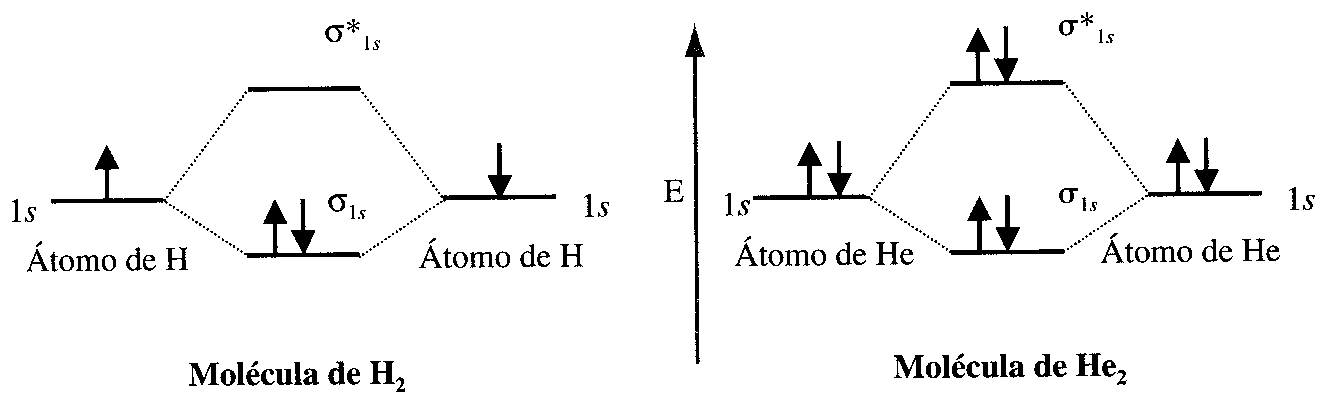 σ*1s
1s
σ1s
1s
Átomo de H
Átomo de H
Molécula de H2
E
σ*1s
1s
σ1s
1s
Átomo de He
Átomo de He
Molécula de He2